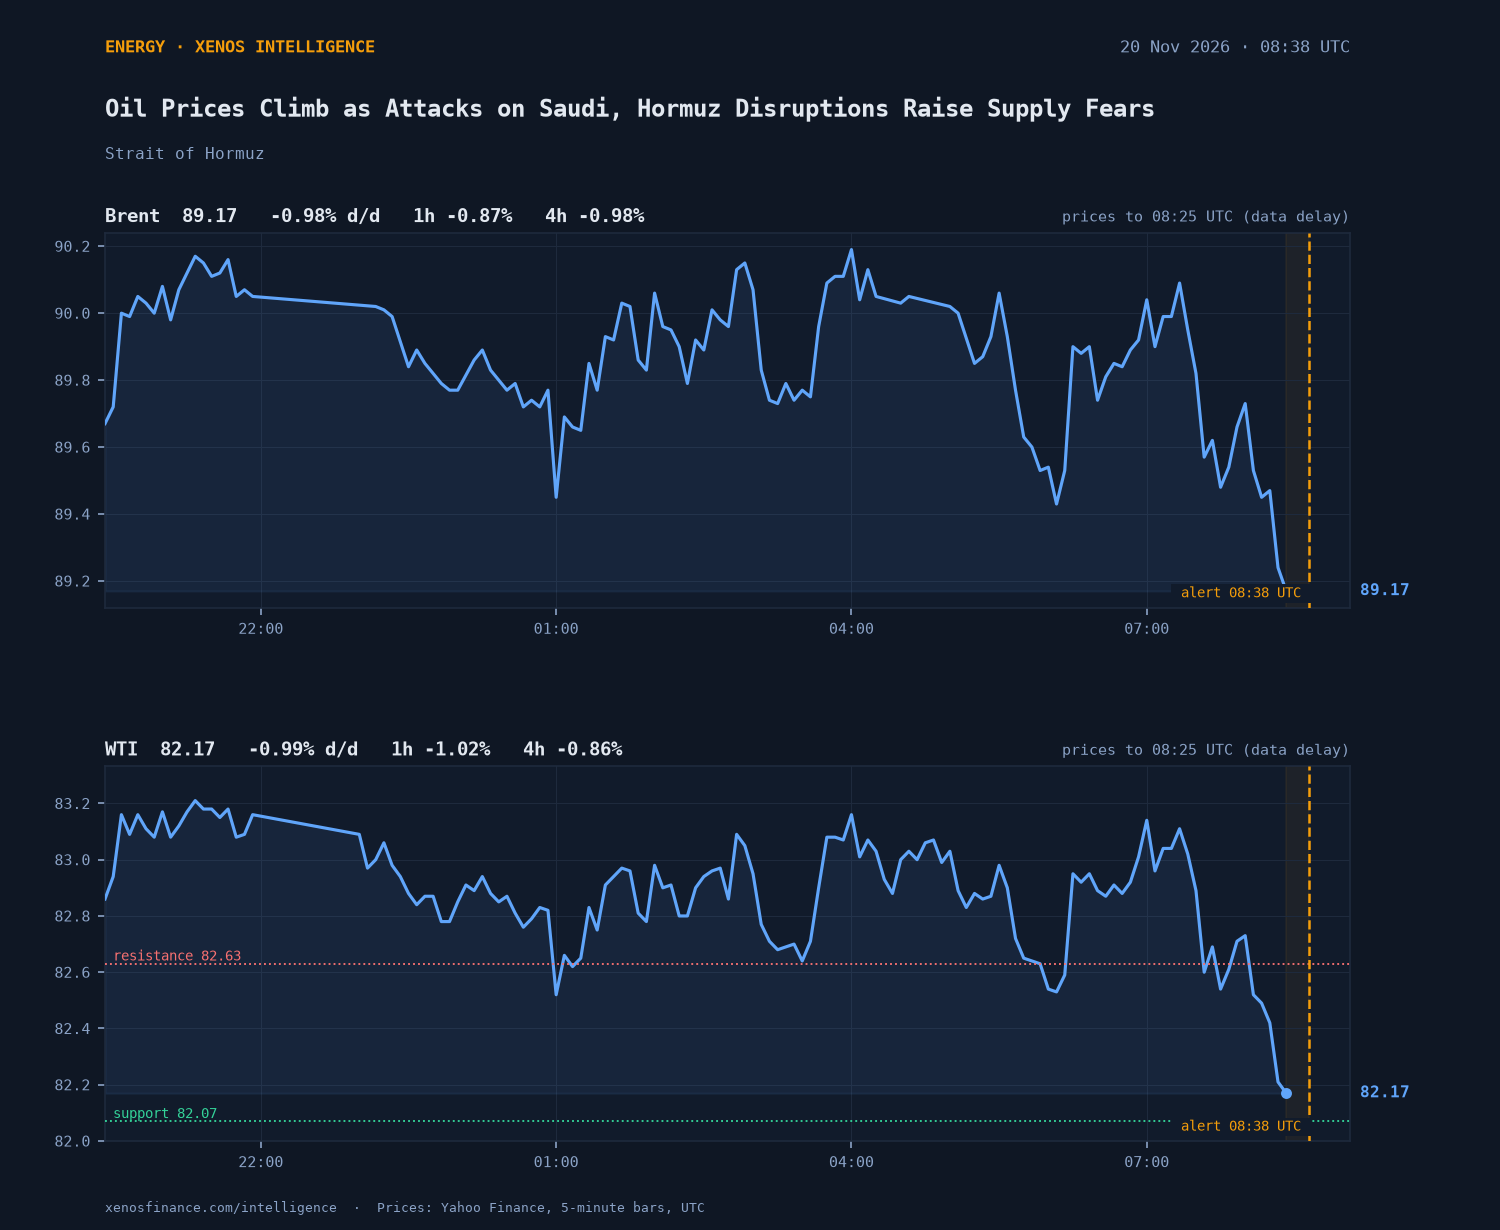 ENERGY · XENOS INTELLIGENCE
20 Nov 2026 · 08:38 UTC
Oil Prices Climb as Attacks on Saudi, Hormuz Disruptions Raise Supply Fears
Strait of Hormuz
Brent 89.17 -0.98% d/d 1h -0.87% 4h -0.98%
prices to 08:25 UTC (data delay)
90.2
90.0
89.8
89.6
89.4
89.2
alert 08:38 UTC
89.17
22:00 01:00 04:00 07:00
WTI 82.17 -0.99% d/d 1h -1.02% 4h -0.86%
prices to 08:25 UTC (data delay)
83.2
83.0
82.8
resistance 82.63
82.6
82.4
82.2
82.17
support 82.07
alert 08:38 UTC
82.0
22:00 01:00 04:00 07:00
xenosfinance.com/intelligence · Prices: Yahoo Finance, 5-minute bars, UTC